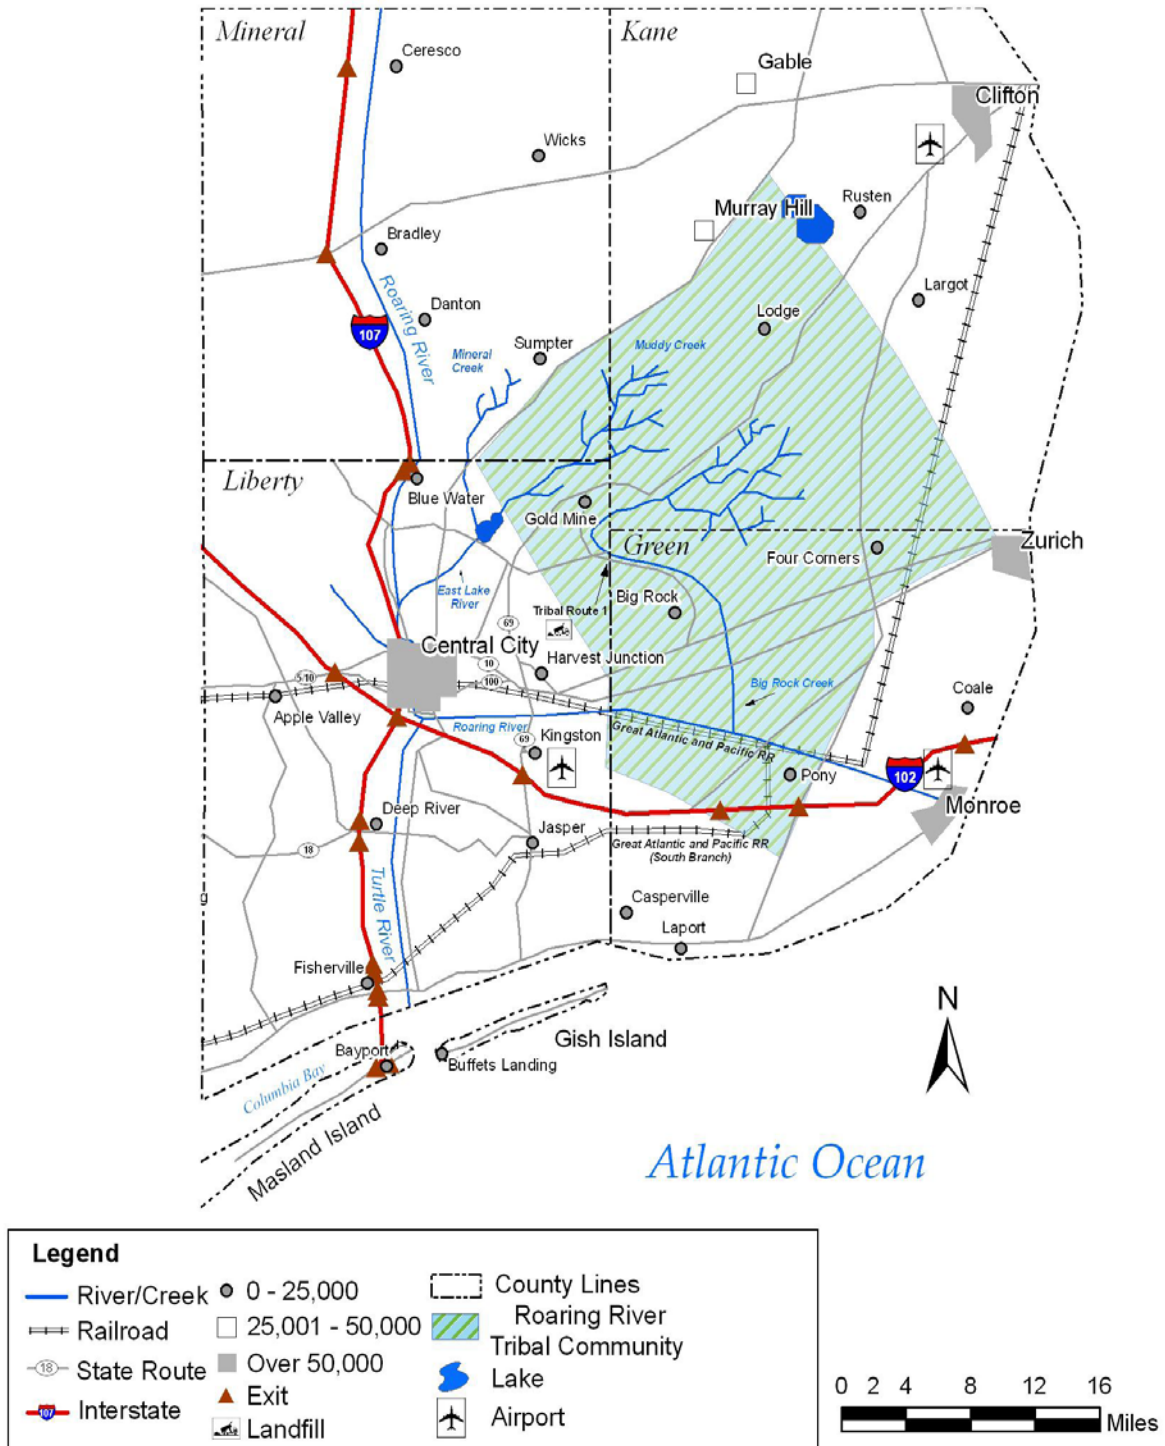 Mineral
Kane
Ceresco
Gable
Clifton
Wicks
Murray Hill
Rusten
Bradley
Roaring River
Largot
Danton
107
Lodge
Mineral
Creek
Sumpter
Muddy Creek
Liberty
Blue Water
Gold Mine
Green
Four Corners
Zurich
East Lake
River
Tribal Route 1
Big Rock
69
Central City
10
Harvest Junction
5-10
100
Big Rock Creek
Coale
Apple Valley
Roaring River
Great Atlantic and Pacific RR
69
Kingston
Pony
102
Monroe
Deep River
Jasper
18
Great Atlantic and Pacific RR
(South Branch)
Turtle River
g
Casperville
Laport
Fisherville
N
Bayport
Buffets Landing
Gish Island
Columbia Bay
Masland Island
Atlantic Ocean
Legend
River/Creek
0 - 25,000
County Lines
Railroad
25,001 - 50,000
Roaring River
Tribal Community
18
State Route
Over 50,000
Lake
107
Interstate
Exit
Airport
Landfill
0 2 4 8 12 16
Miles